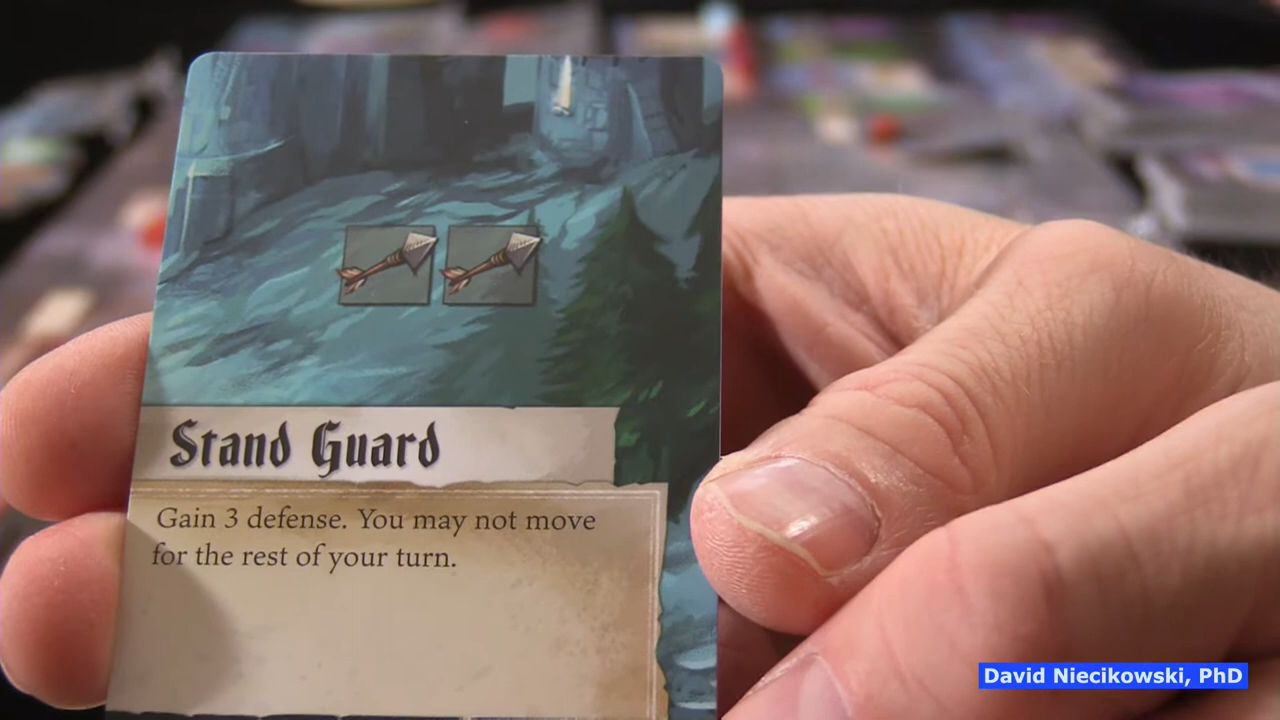 Stand Guard
Gain 3 defense. You may not move
for the rest of your turn.
David Niecikowski, PhD